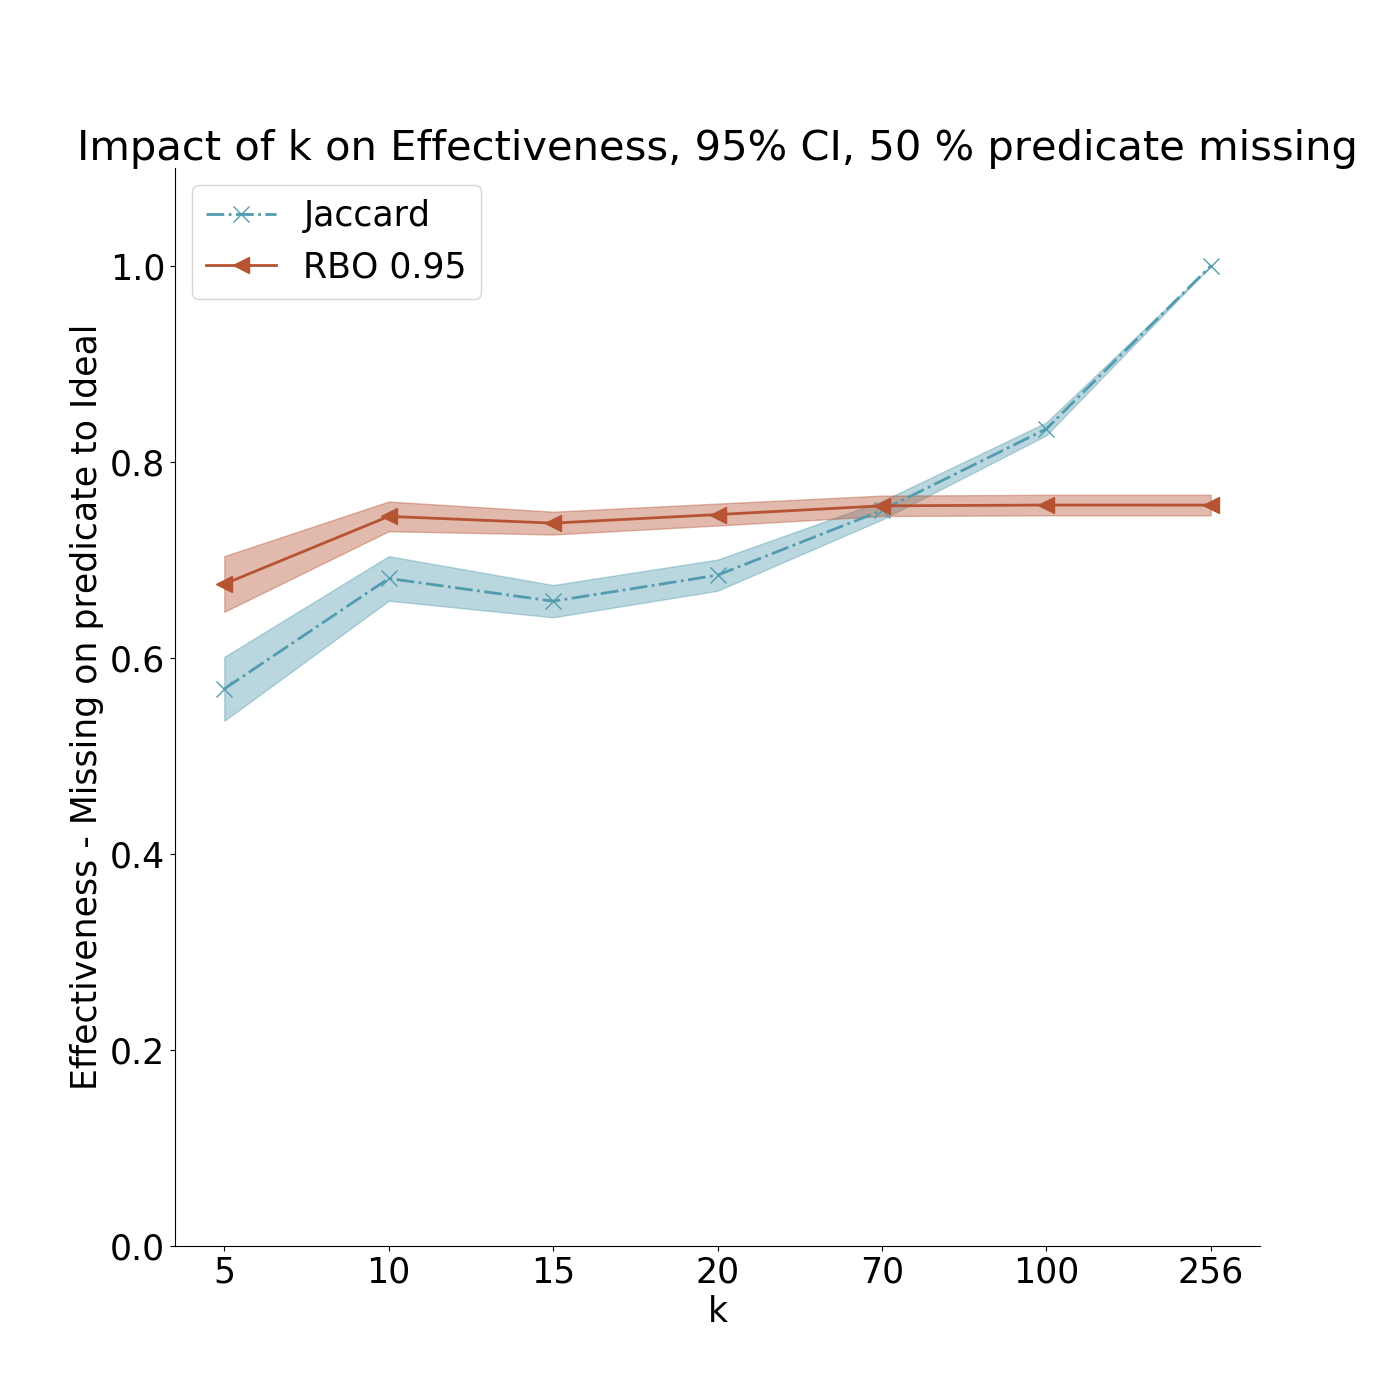 Impact of k on Effectiveness, 95% CI, 50 % predicate missing
Jaccard
RBO 0.95
Effectiveness - Missing on predicate to Ideal
1.0
0.8
0.6
0.4
0.2
0.0
5 10 15 20 70 100 256
k